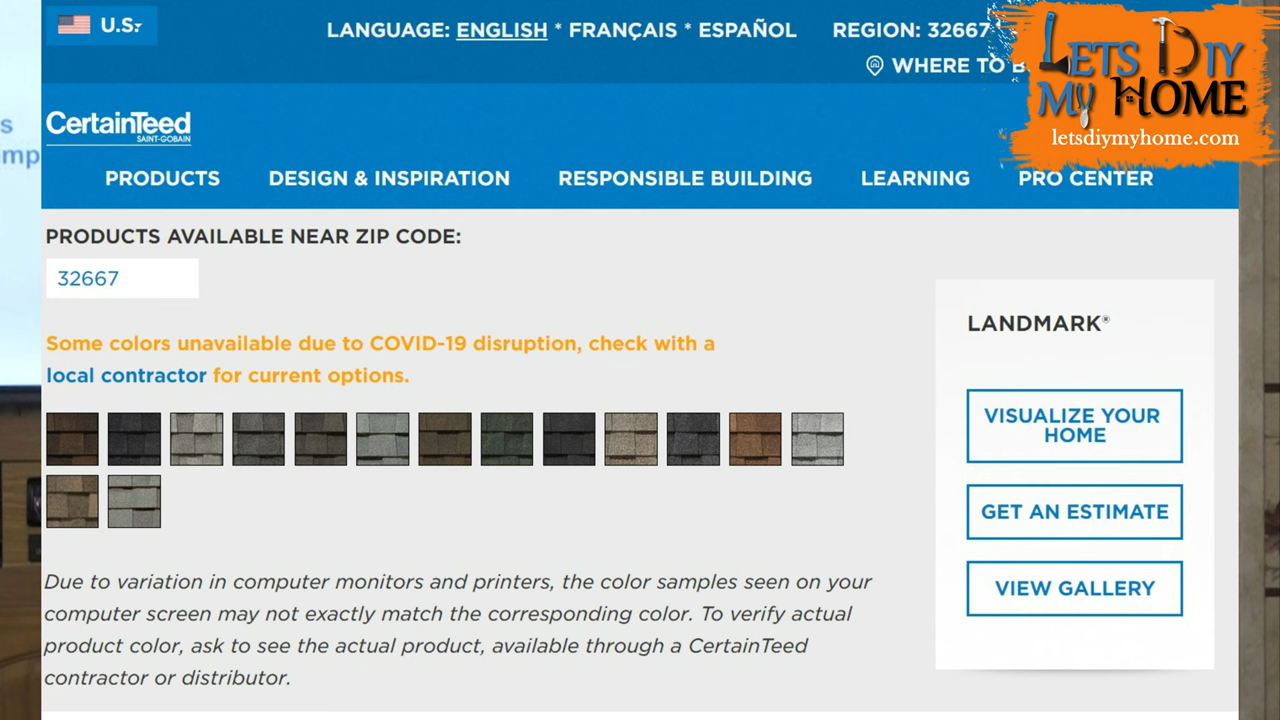 U.S.
LANGUAGE: ENGLISH * FRANÇAIS * ESPAÑOL
REGION: 32667
WHERE TO B
LETS DIY
MY HOME
letsdiymyhome.com
s
mp
CertainTeed
SAINT-GOBAIN
PRODUCTS
DESIGN & INSPIRATION
RESPONSIBLE BUILDING
LEARNING
PRO CENTER
PRODUCTS AVAILABLE NEAR ZIP CODE:
32667
Some colors unavailable due to COVID-19 disruption, check with a
local contractor for current options.
LANDMARK®
VISUALIZE YOUR
HOME
GET AN ESTIMATE
VIEW GALLERY
Due to variation in computer monitors and printers, the color samples seen on your
computer screen may not exactly match the corresponding color. To verify actual
product color, ask to see the actual product, available through a CertainTeed
contractor or distributor.